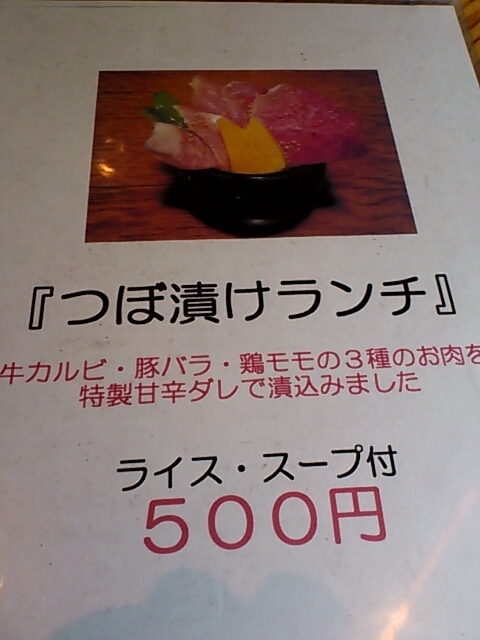 『つぼ漬けランチ』
牛カルビ・豚バラ・鶏モモの３種のお肉を
特製甘辛ダレで漬込みました
ライス・スープ付
５００円